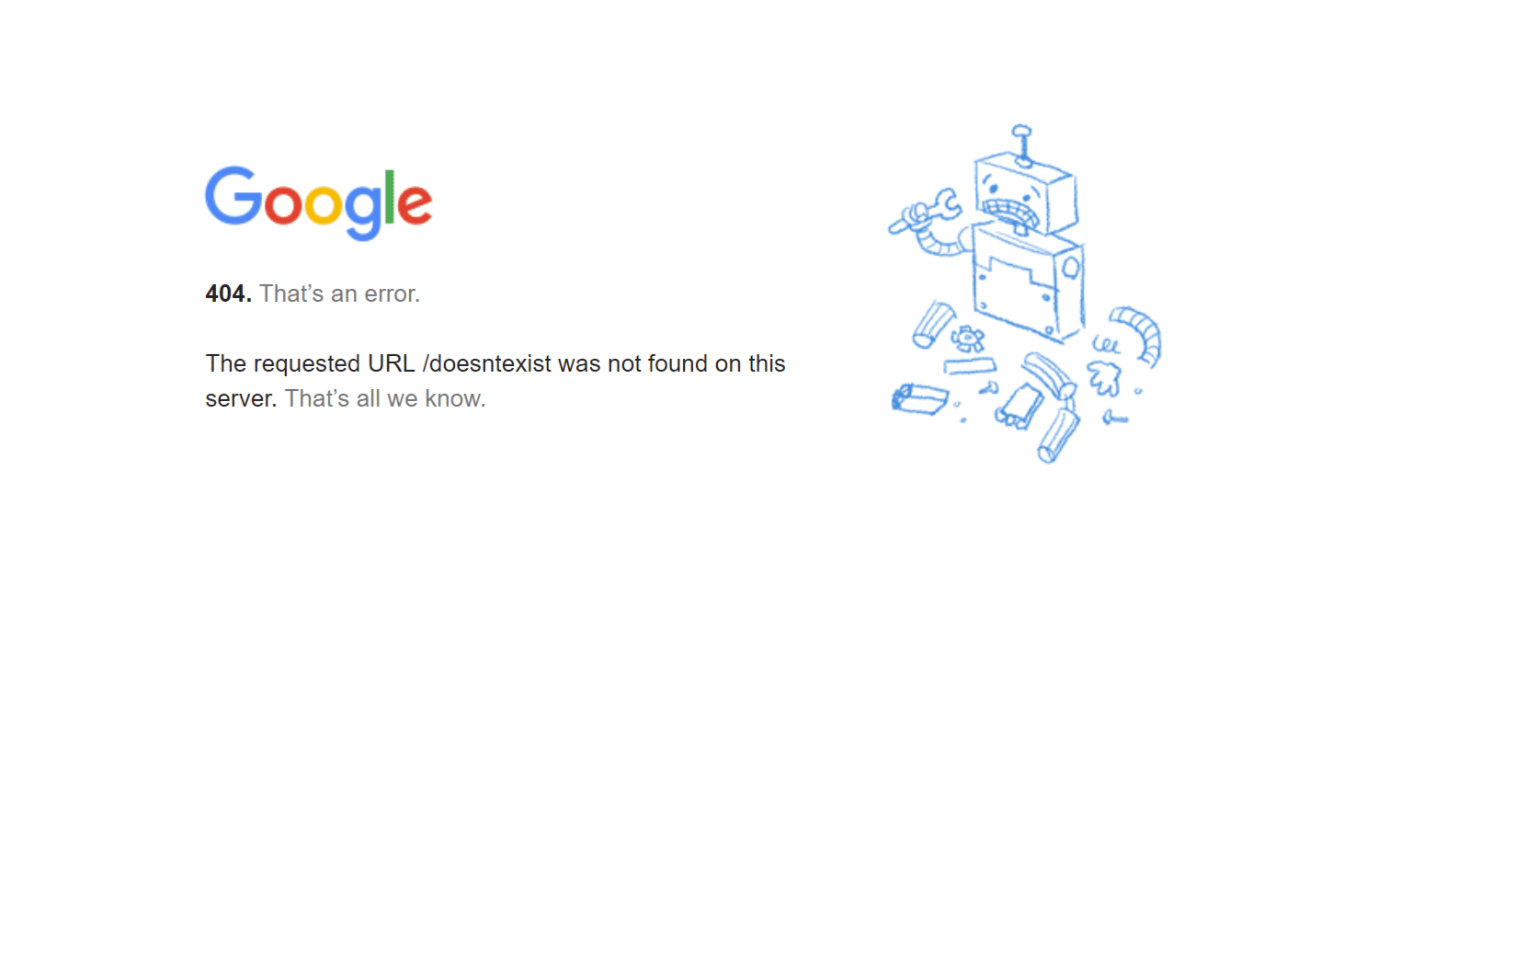 Google
404. That’s an error.
The requested URL /doesntexist was not found on this
server. That’s all we know.